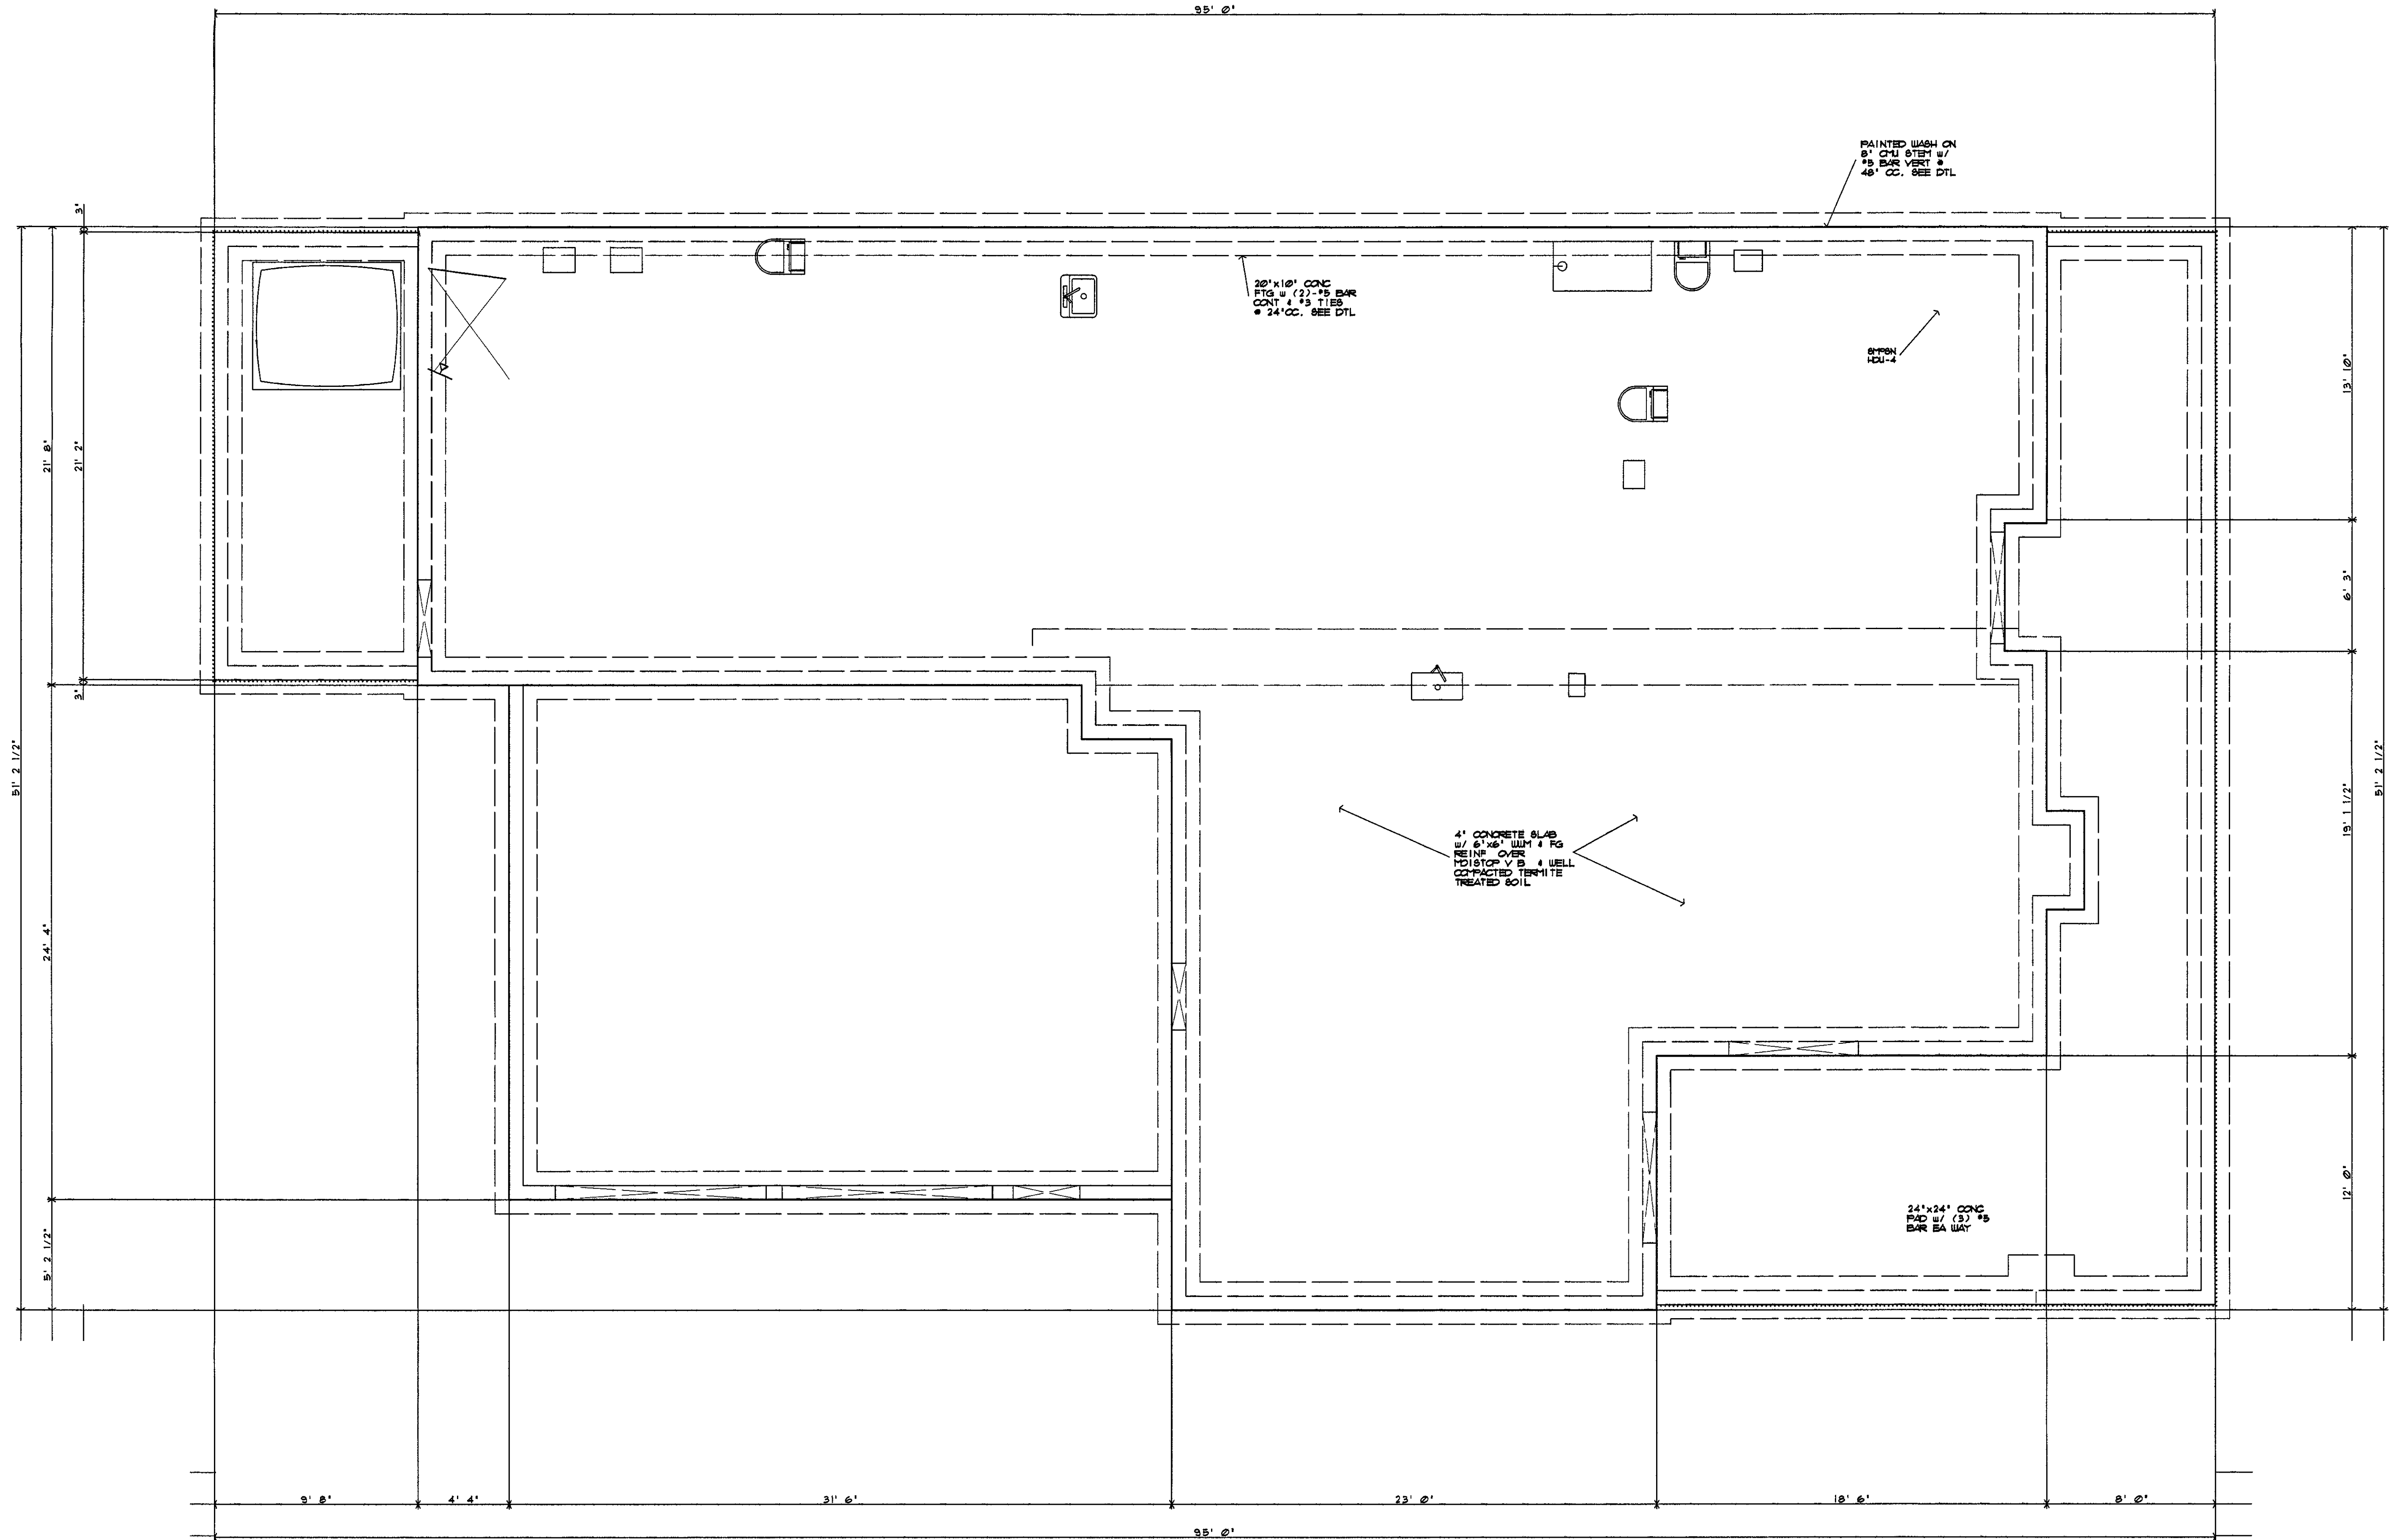 95' 0"
PAINTED WASH ON
8" CMU STEM w/
#5 BAR VERT @
48" OC. SEE DTL
3"
20"x10" CONC
FTG w (2)-#5 BAR
CONT & #3 TIES
@ 24"OC. SEE DTL
SMPSN
HDU-4
13' 10"
21' 8"
21' 2"
6' 3"
3"
51' 2 1/2"
51' 2 1/2"
19' 1 1/2"
4" CONCRETE SLAB
w/ 6"x6" WWM & FG
REINF OVER
MOISTOP V B & WELL
COMPACTED TERMITE
TREATED SOIL
24' 4"
12' 0"
24"x24" CONC
PAD w/ (3) #5
BAR EA WAY
5' 2 1/2"
9' 8"
4' 4"
31' 6"
23' 0"
18' 6"
8' 0"
95' 0"